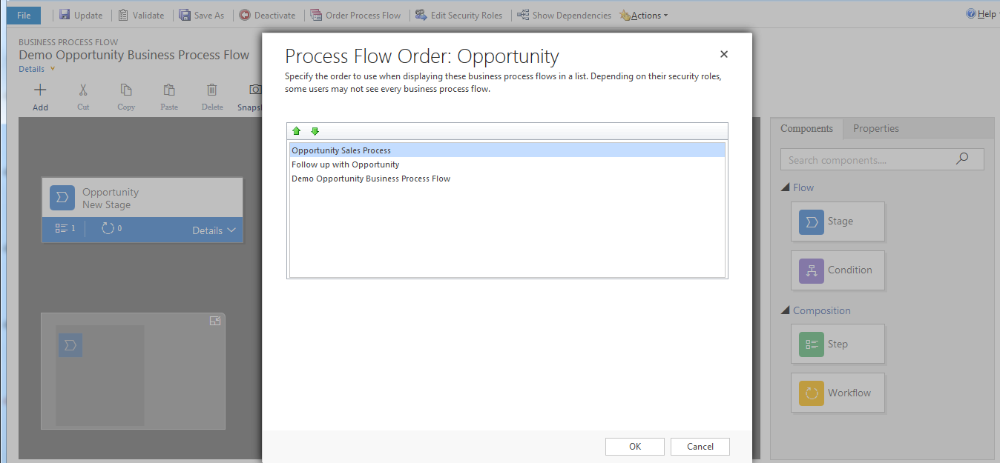 File Update Validate Save As Deactivate Order Process Flow Edit Security Roles Show Dependencies Actions Help
BUSINESS PROCESS FLOW
Demo Opportunity Business Process Flow
Details
Add Cut Copy Paste Delete Snaps
Opportunity
New Stage
1 0 Details
Process Flow Order: Opportunity
Specify the order to use when displaying these business process flows in a list. Depending on their security roles,
some users may not see every business process flow.
Opportunity Sales Process
Follow up with Opportunity
Demo Opportunity Business Process Flow
OK Cancel
Components Properties
Search components....
Flow
Stage
Condition
Composition
Step
Workflow